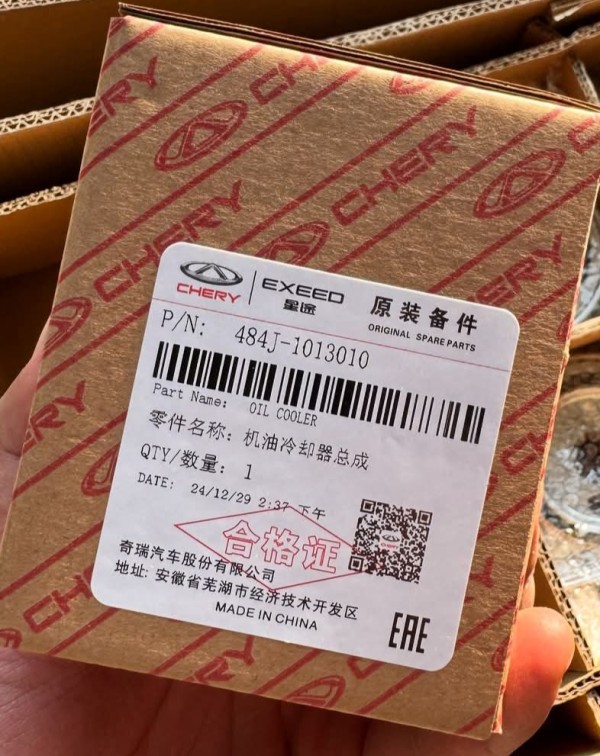 CHERY
CHERY
CHERY
CHERY
CHERY
CHERY
CHERY EXEED 星途 原装备件
ORIGINAL SPARE PARTS
P/N: 484J-1013010
Part Name: OIL COOLER
零件名称: 机油冷却器总成
QTY/数量: 1
DATE: 24/12/29 2:37 下午
合格证
奇瑞汽车股份有限公司
地址: 安徽省芜湖市经济技术开发区
MADE IN CHINA
EAC
CHERY
CHERY